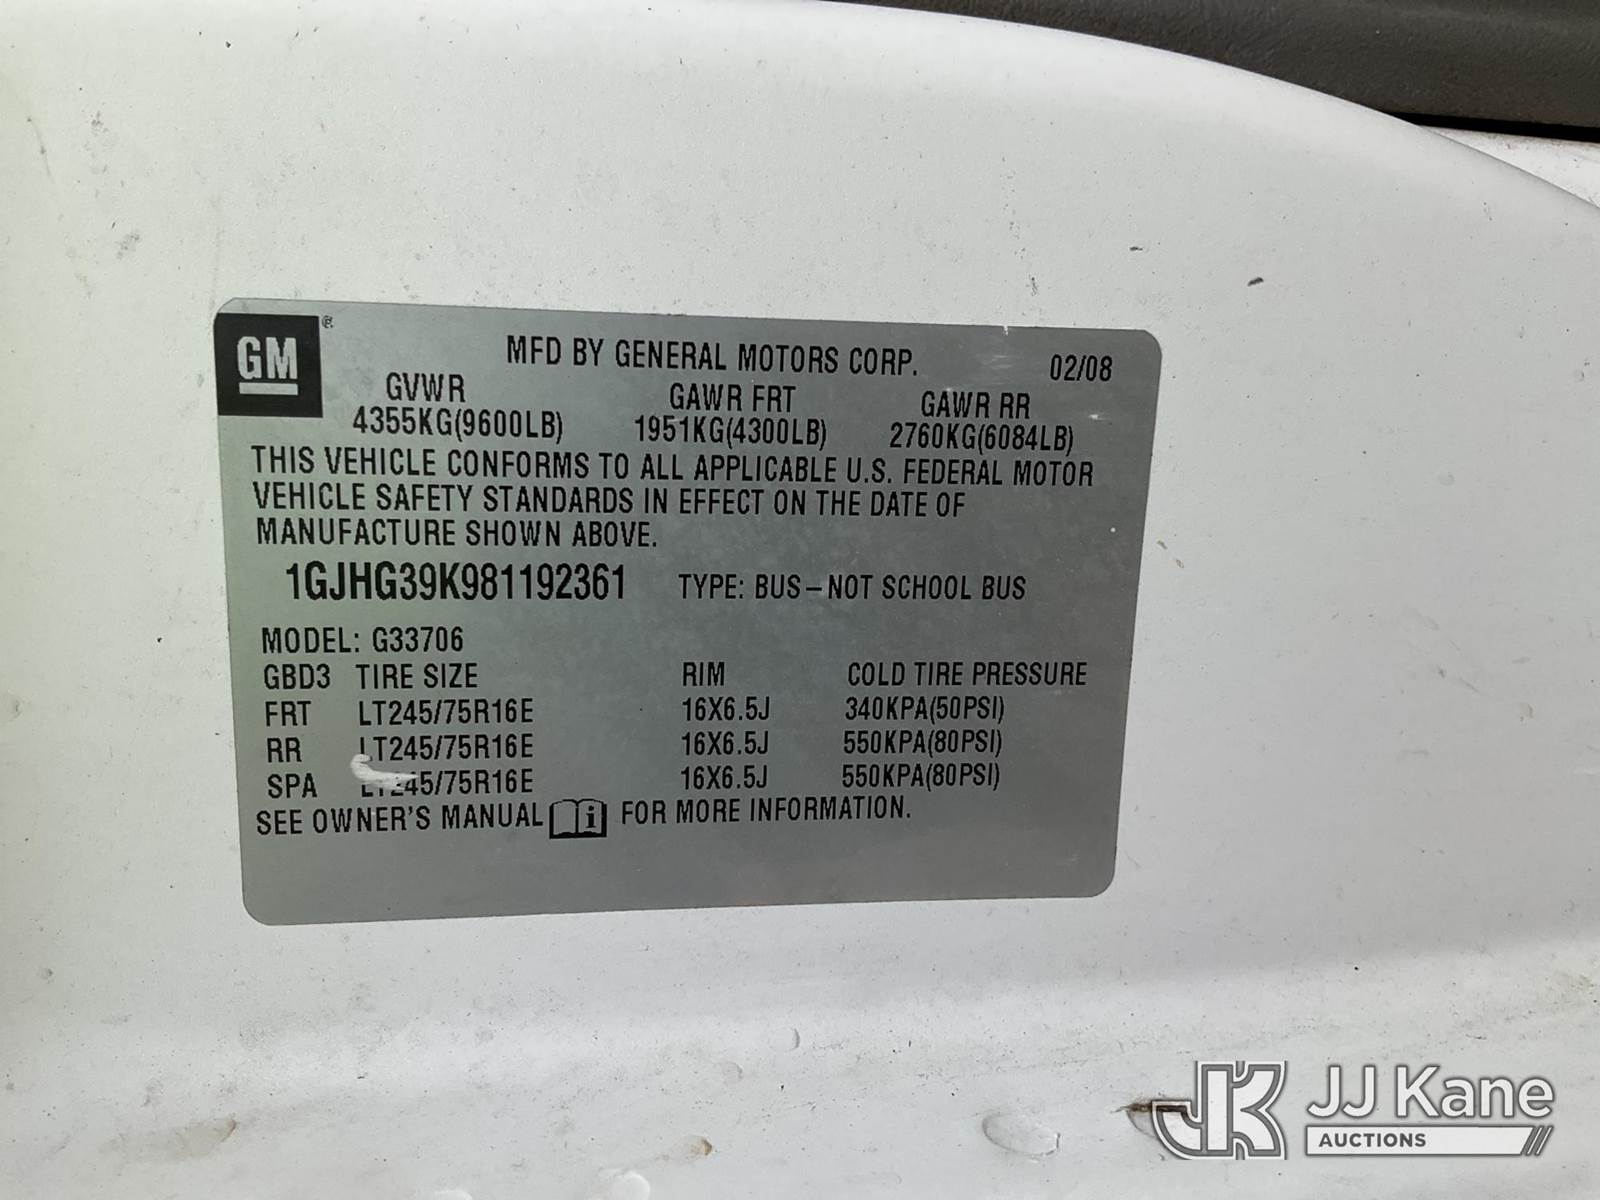 GM ®
MFD BY GENERAL MOTORS CORP. 02/08
GVWR GAWR FRT GAWR RR
4355KG(9600LB) 1951KG(4300LB) 2760KG(6084LB)
THIS VEHICLE CONFORMS TO ALL APPLICABLE U.S. FEDERAL MOTOR
VEHICLE SAFETY STANDARDS IN EFFECT ON THE DATE OF
MANUFACTURE SHOWN ABOVE.
1GJHG39K981192361 TYPE: BUS–NOT SCHOOL BUS
MODEL: G33706
GBD3 TIRE SIZE RIM COLD TIRE PRESSURE
FRT LT245/75R16E 16X6.5J 340KPA(50PSI)
RR LT245/75R16E 16X6.5J 550KPA(80PSI)
SPA LT245/75R16E 16X6.5J 550KPA(80PSI)
SEE OWNER'S MANUAL i FOR MORE INFORMATION.
JK JJ Kane
AUCTIONS